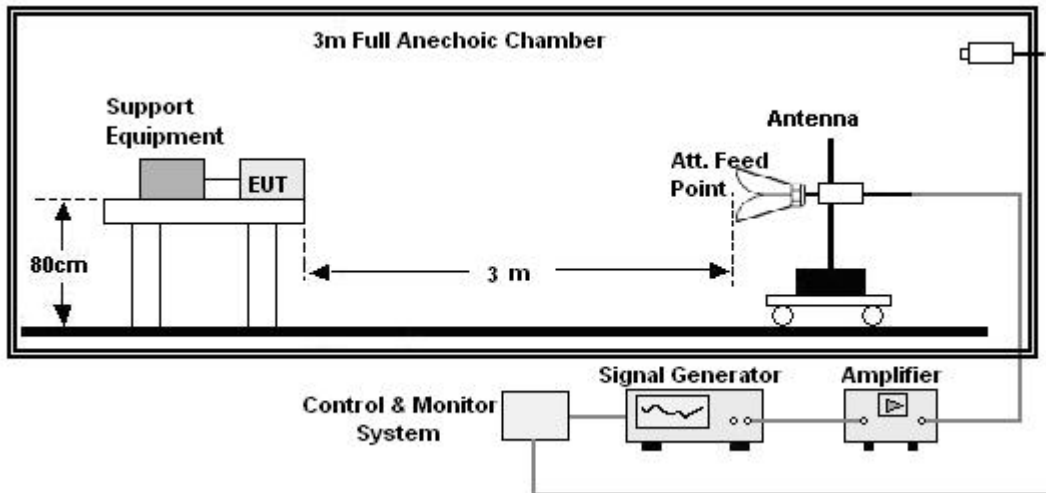 3m Full Anechoic Chamber
Support
Equipment
EUT
Antenna
Att. Feed
Point
80cm
3 m
Signal Generator
Amplifier
Control & Monitor
System